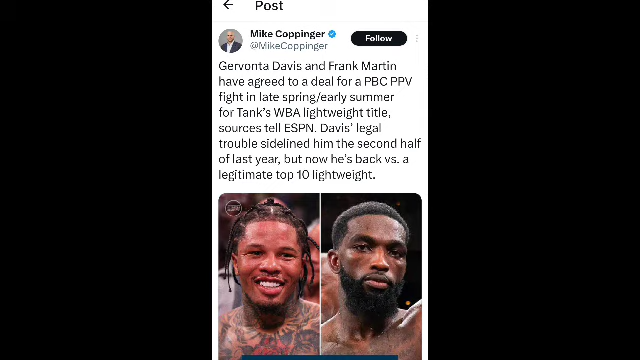 Post
Mike Coppinger
@MikeCoppinger
Follow
Gervonta Davis and Frank Martin
have agreed to a deal for a PBC PPV
fight in late spring/early summer
for Tank's WBA lightweight title,
sources tell ESPN. Davis' legal
trouble sidelined him the second half
of last year, but now he's back vs. a
legitimate top 10 lightweight.